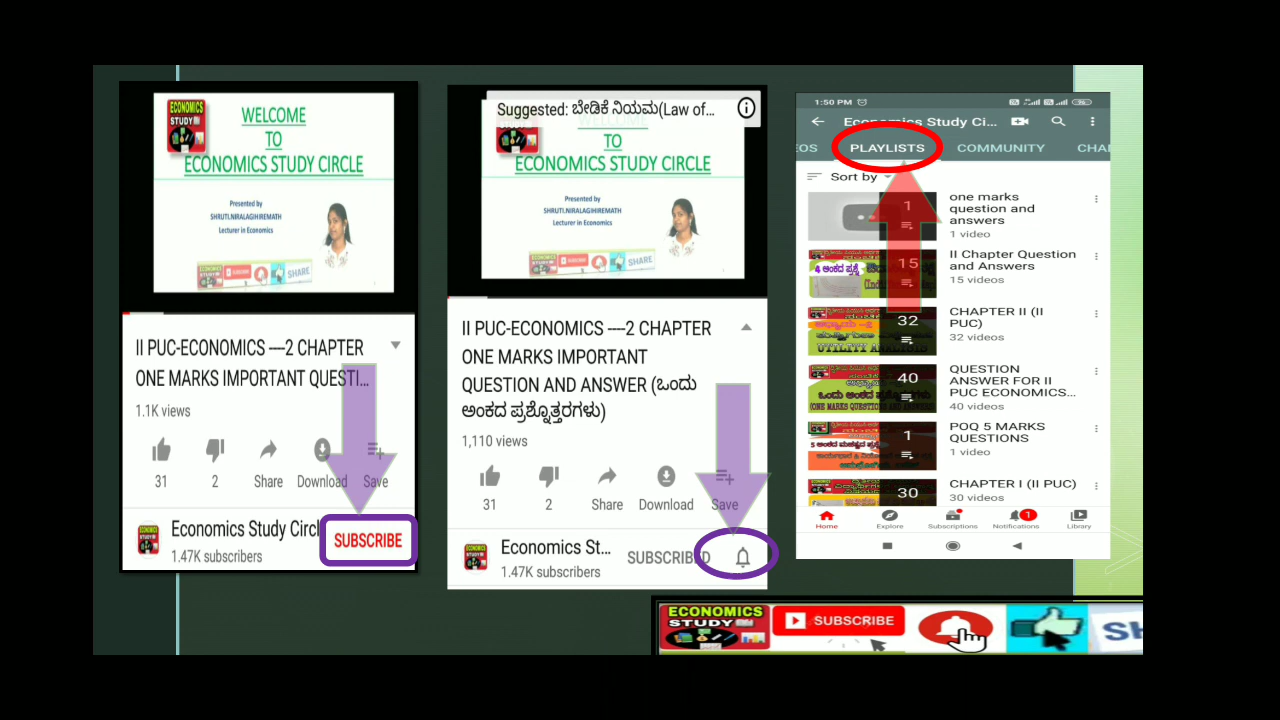 ECONOMICS
STUDY
WELCOME
TO
ECONOMICS STUDY CIRCLE
Presented by
SHRUTI.NIRALAGIHIREMATH
Lecturer in Economics
SHARE
II PUC-ECONOMICS ----2 CHAPTER
ONE MARKS IMPORTANT QUESTI...
1.1K views
31
2
Share
Download
Save
Economics Study Circl
1.47K subscribers
SUBSCRIBE
Suggested: ಬೇಡಿಕೆ ನಿಯಮ(Law of...
WELCOME
TO
ECONOMICS STUDY CIRCLE
Presented by
SHRUTI.NIRALAGIHIREMATH
Lecturer in Economics
SHARE
II PUC-ECONOMICS ----2 CHAPTER
ONE MARKS IMPORTANT
QUESTION AND ANSWER (ಒಂದು
ಅಂಕದ ಪ್ರಶ್ನೋತ್ತರಗಳು)
1,110 views
31
2
Share
Download
Save
Economics St...
SUBSCRIBED
1.47K subscribers
1:50 PM
Economics Study Ci...
EOS
PLAYLISTS
COMMUNITY
CHA
Sort by
1
one marks
question and
answers
1 video
15
II Chapter Question
and Answers
15 videos
32
CHAPTER II (II
PUC)
32 videos
UTILITY ANALYSIS
40
QUESTION
ANSWER FOR II
PUC ECONOMICS...
40 videos
ಒಂದು ಅಂಕದ
1
POQ 5 MARKS
QUESTIONS
1 video
30
CHAPTER I (II PUC)
30 videos
Home
Explore
Subscriptions
1
Notifications
Library
ECONOMICS
STUDY
SUBSCRIBE
SH